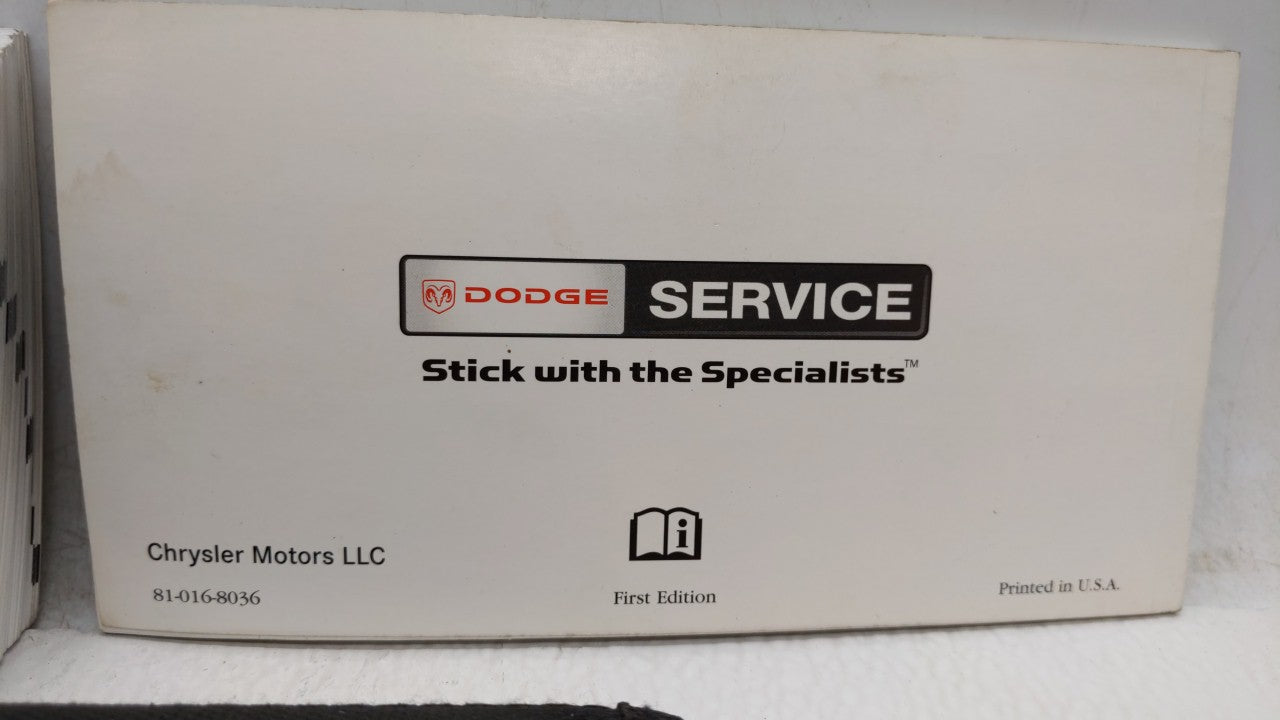 DODGE SERVICE
Stick with the Specialists™
i
Chrysler Motors LLC
81-016-8036
First Edition
Printed in U.S.A.